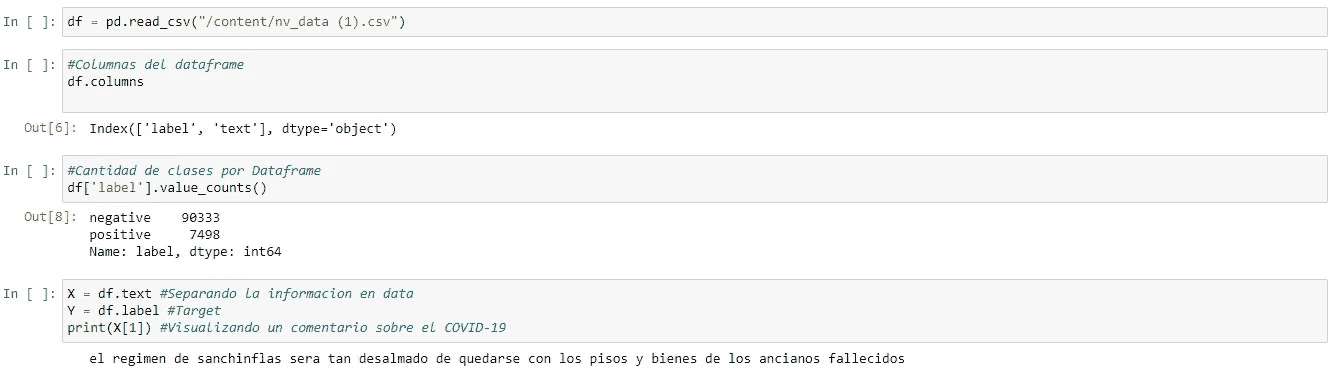 In [ ]: df = pd.read_csv("/content/nv_data (1).csv")
In [ ]: #Columnas del dataframe
df.columns
Out[6]: Index(['label', 'text'], dtype='object')
In [ ]: #Cantidad de clases por Dataframe
df['label'].value_counts()
Out[8]: negative    90333
positive     7498
Name: label, dtype: int64
In [ ]: X = df.text #Separando la informacion en data
Y = df.label #Target
print(X[1]) #Visualizando un comentario sobre el COVID-19
el regimen de sanchinflas sera tan desalmado de quedarse con los pisos y bienes de los ancianos fallecidos